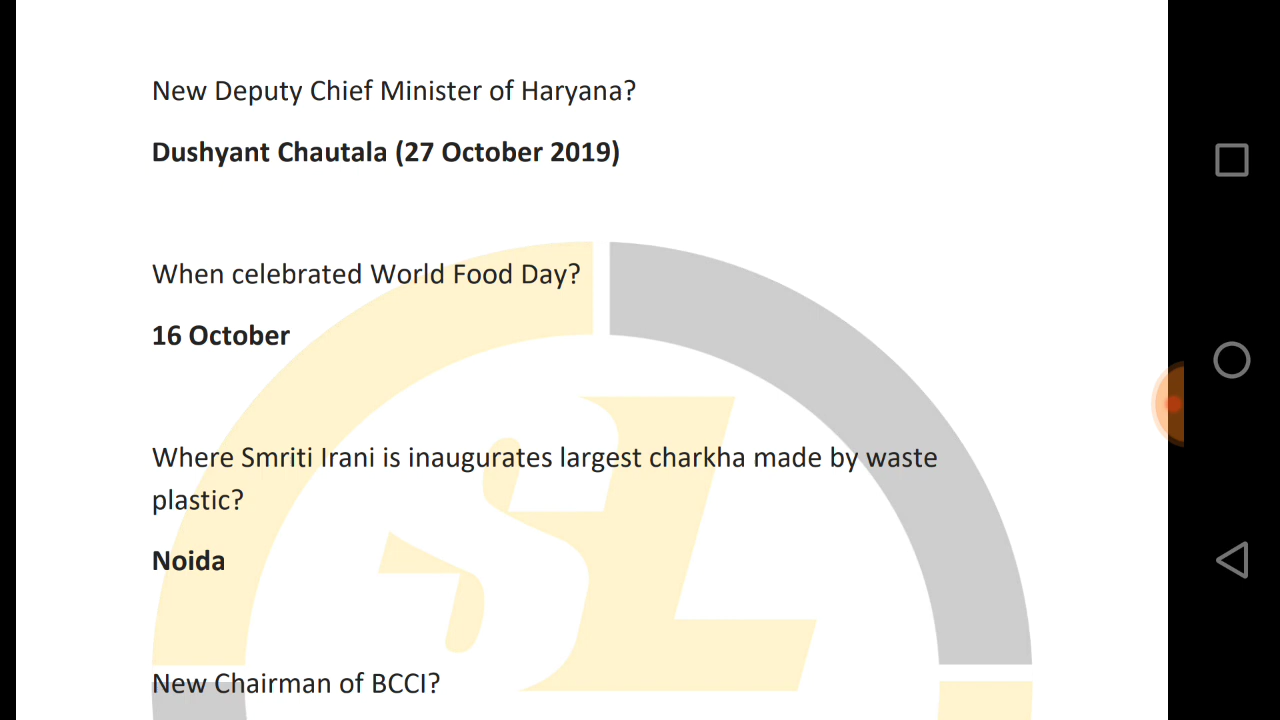 New Deputy Chief Minister of Haryana?
Dushyant Chautala (27 October 2019)
When celebrated World Food Day?
16 October
Where Smriti Irani is inaugurates largest charkha made by waste
plastic?
Noida
New Chairman of BCCI?
SL